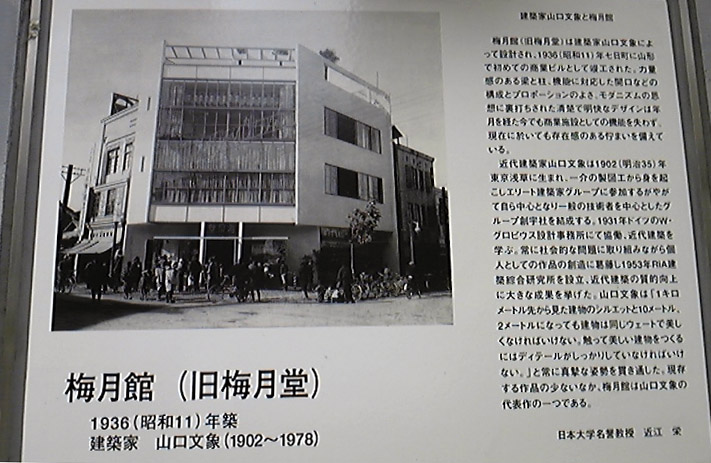 建築家山口文象と梅月館
梅月館(旧梅月堂)は建築家山口文象によ
って設計され、1936(昭和11)年七日町に山形
で初めての商業ビルとして竣工された。力量
感のある梁と柱、機能に対応した開口などの
構成とプロポーションのよさ、モダニズムの思
想に裏打ちされた清楚で明快なデザインは年
月を経た今でも商業施設としての機能を失わず、
現在に於いても存在感のある佇まいを備えて
いる。
近代建築家山口文象は1902(明治35)年
東京浅草に生まれ、一介の製図工から身を起
こしエリート建築家グループに参加するがやが
て自ら中心となり一般の技術者を中心としたグ
ループ創宇社を結成する。1931年ドイツのW・
グロピウス設計事務所にて協働、近代建築を
学ぶ。常に社会的な問題に取り組みながら個
人としての作品の創造に葛藤し1953年RIA建
築綜合研究所を設立、近代建築の質的向上
に大きな成果を挙げた。山口文象は「1キロ
メートル先から見た建物のシルエットと10メートル、
2メートルになっても建物は同じウェートで美し
くなければいけない。触って美しい建物をつくる
にはディテールがしっかりしていなければいけ
ない。」と常に真摯な姿勢を貫き通した。現存
する作品の少ないなか、梅月館は山口文象の
代表作の一つである。
日本大学名誉教授 近江 栄
梅月館(旧梅月堂)
1936(昭和11)年築
建築家 山口文象(1902〜1978)